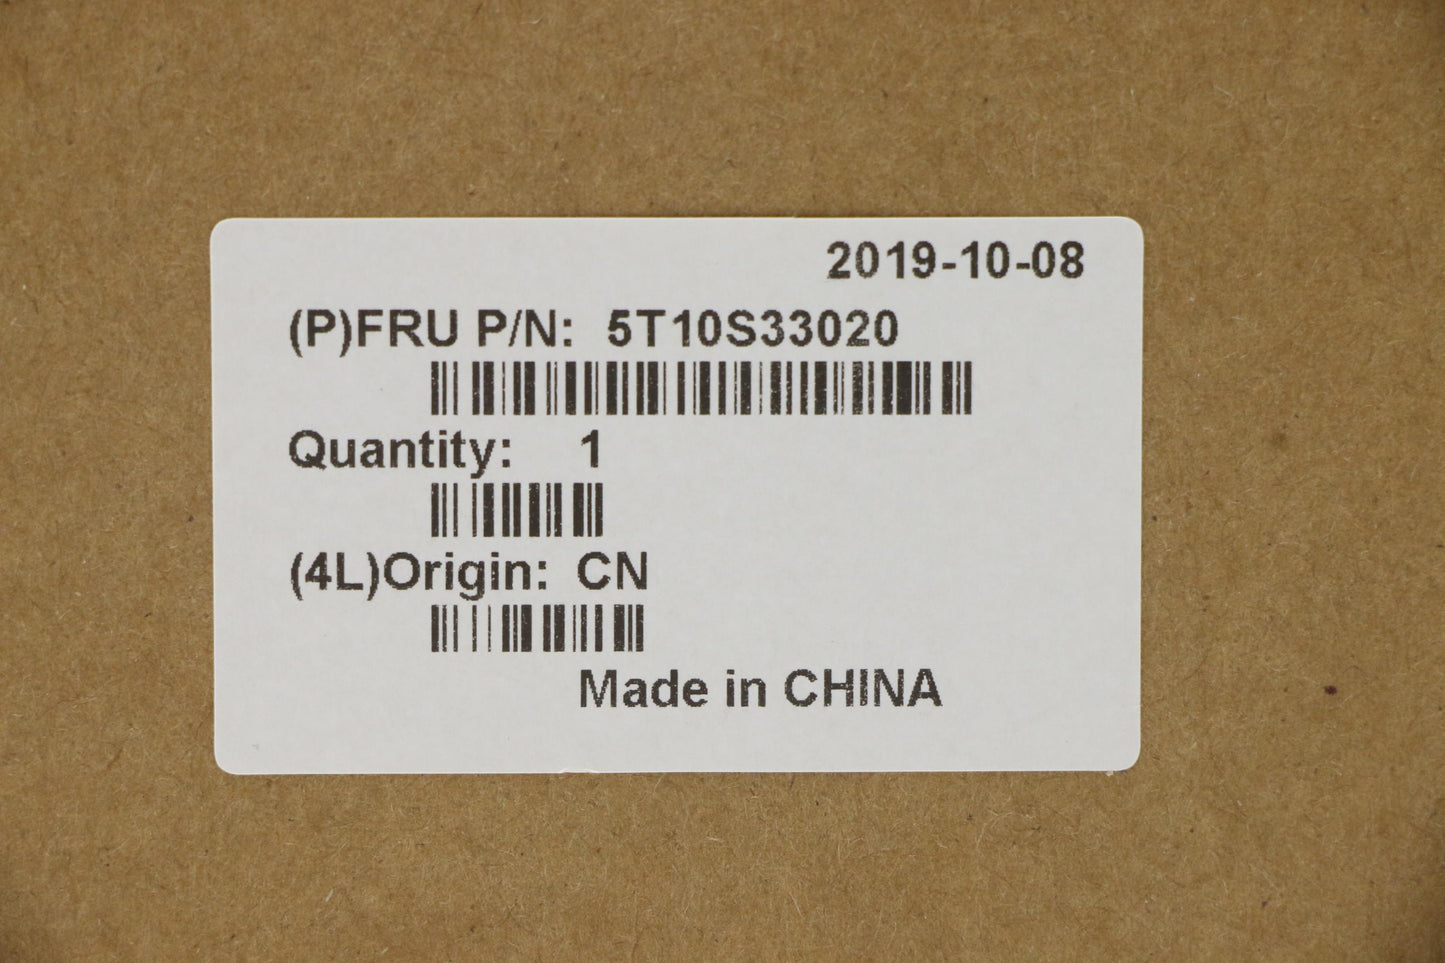 2019-10-08
(P)FRU P/N: 5T10S33020
Quantity: 1
(4L)Origin: CN
Made in CHINA